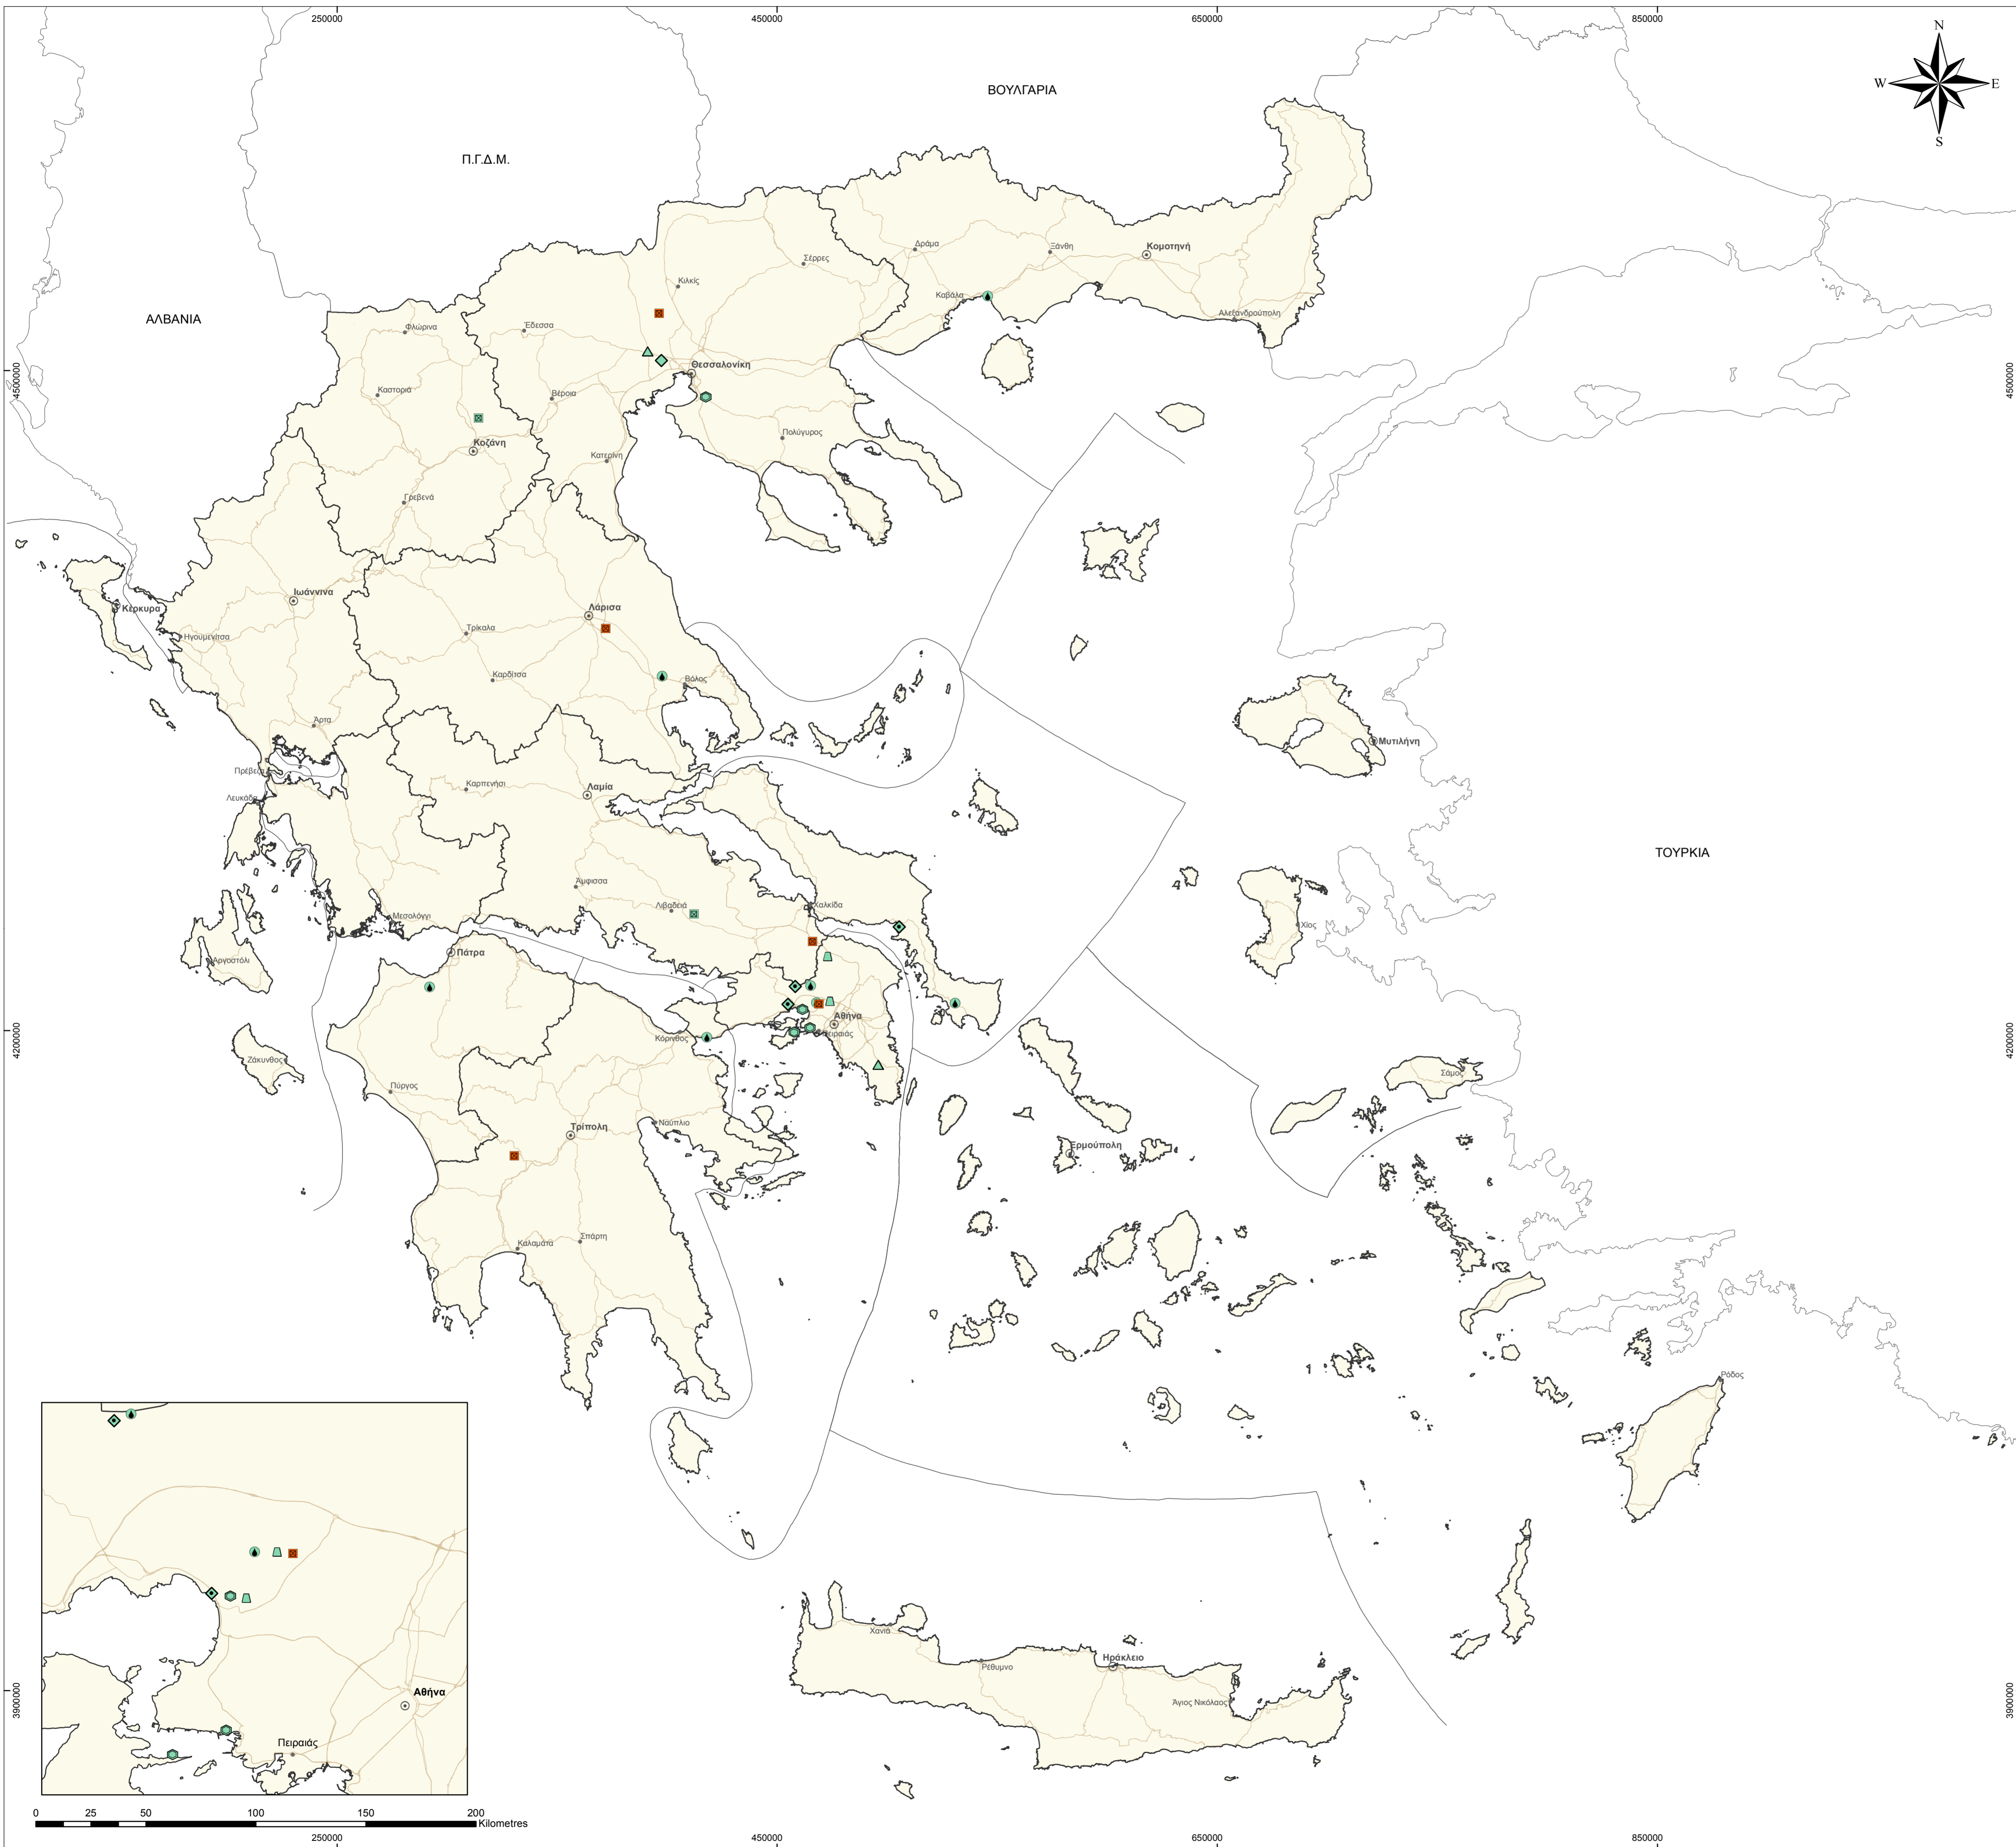 250000
450000
650000
850000
N
W
E
S
ΒΟΥΛΓΑΡΙΑ
Π.Γ.Δ.Μ.
ΑΛΒΑΝΙΑ
ΤΟΥΡΚΙΑ
4500000
4500000
Δράμα
Ξάνθη
Κομοτηνή
Σέρρες
Κιλκίς
Καβάλα
Αλεξανδρούπολη
Φλώρινα
Έδεσσα
Θεσσαλονίκη
Καστοριά
Βέροια
Πολύγυρος
Κοζάνη
Κατερίνη
Γρεβενά
Ιωάννινα
Κέρκυρα
Λάρισα
Ηγουμενίτσα
Τρίκαλα
Καρδίτσα
Βόλος
Άρτα
Μυτιλήνη
Πρέβεζα
Καρπενήσι
Λαμία
Λευκάδα
Άμφισσα
Λιβαδειά
Χαλκίδα
Μεσολόγγι
Χίος
Πάτρα
Αργοστόλι
4200000
4200000
Αθήνα
Πειραιάς
Κόρινθος
Ζάκυνθος
Σάμος
Πύργος
Ναύπλιο
Τρίπολη
Ερμούπολη
Σπάρτη
Καλαμάτα
Ρόδος
Χανιά
Ρέθυμνο
Ηράκλειο
Άγιος Νικόλαος
3900000
3900000
Αθήνα
Πειραιάς
0 25 50 100 150 200
Kilometres
250000
450000
650000
850000